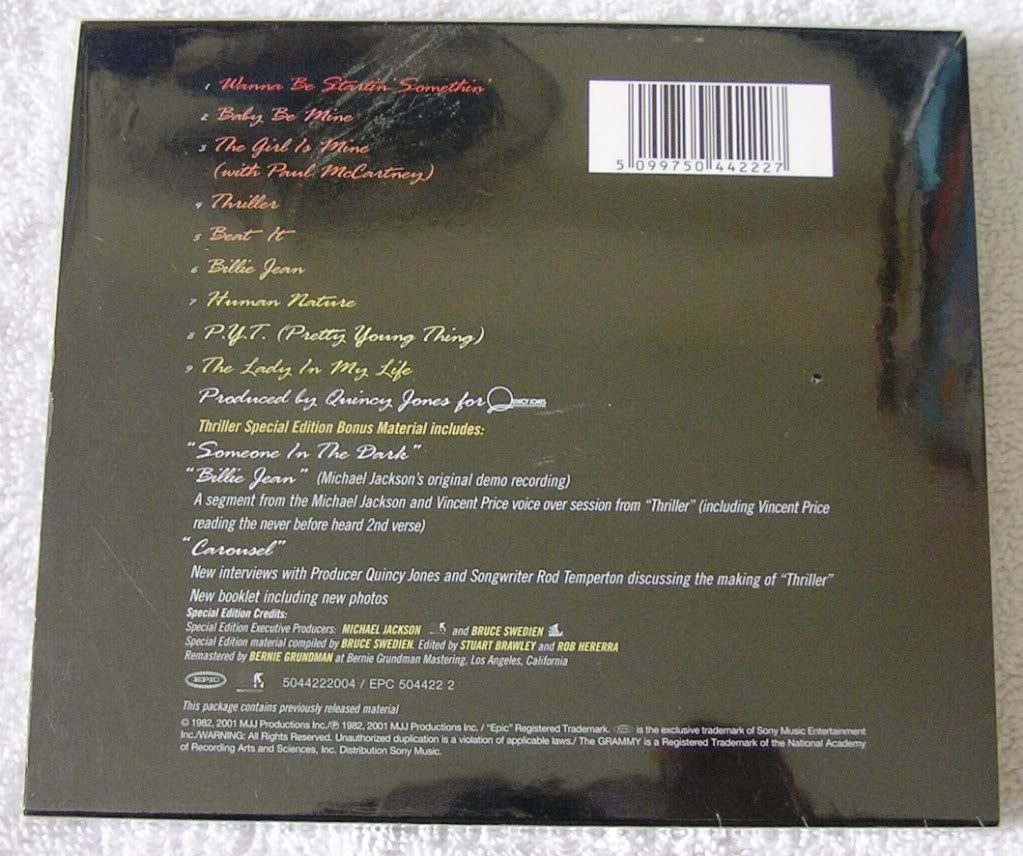 1 Wanna Be Startin' Somethin'
2 Baby Be Mine
3 The Girl Is Mine
(with Paul McCartney)
4 Thriller
5 Beat It
6 Billie Jean
7 Human Nature
8 P.Y.T. (Pretty Young Thing)
9 The Lady In My Life
Produced by Quincy Jones for QUINCY JONES
5 099750 442227
Thriller Special Edition Bonus Material includes:
"Someone In The Dark"
"Billie Jean" (Michael Jackson's original demo recording)
A segment from the Michael Jackson and Vincent Price voice over session from "Thriller" (including Vincent Price
reading the never before heard 2nd verse)
"Carousel"
New interviews with Producer Quincy Jones and Songwriter Rod Temperton discussing the making of "Thriller"
New booklet including new photos
Special Edition Credits:
Special Edition Executive Producers: MICHAEL JACKSON and BRUCE SWEDIEN
Special Edition material compiled by BRUCE SWEDIEN. Edited by STUART BRAWLEY and ROB HERERRA
Remastered by BERNIE GRUNDMAN at Bernie Grundman Mastering, Los Angeles, California
EPIC 5044222004 / EPC 504422 2
This package contains previously released material
© 1982, 2001 MJJ Productions Inc./℗ 1982, 2001 MJJ Productions Inc. / "Epic" Registered Trademark. EPIC is the exclusive trademark of Sony Music Entertainment
Inc./WARNING: All Rights Reserved. Unauthorized duplication is a violation of applicable laws./ The GRAMMY is a Registered Trademark of the National Academy
of Recording Arts and Sciences, Inc. Distribution Sony Music.